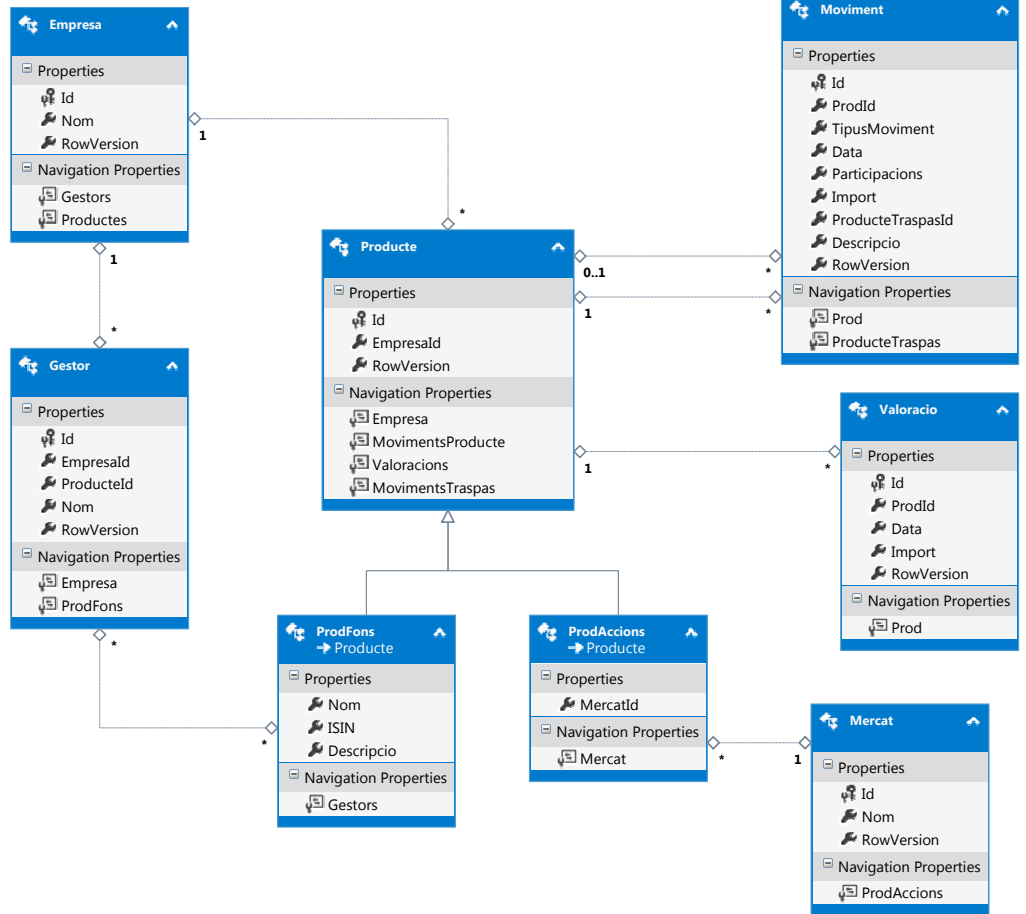 Empresa
Properties
Id
Nom
RowVersion
Navigation Properties
Gestors
Productes
1
*
1
*
Moviment
Properties
Id
ProdId
TipusMoviment
Data
Participacions
Import
ProducteTraspasId
Descripcio
RowVersion
Navigation Properties
Prod
ProducteTraspas
Producte
Properties
Id
EmpresaId
RowVersion
Navigation Properties
Empresa
MovimentsProducte
Valoracions
MovimentsTraspas
0..1
*
1
*
1
*
Gestor
Properties
Id
EmpresaId
ProducteId
Nom
RowVersion
Navigation Properties
Empresa
ProdFons
*
*
Valoracio
Properties
Id
ProdId
Data
Import
RowVersion
Navigation Properties
Prod
ProdFons
Producte
Properties
Nom
ISIN
Descripcio
Navigation Properties
Gestors
ProdAccions
Producte
Properties
MercatId
Navigation Properties
Mercat
*
1
Mercat
Properties
Id
Nom
RowVersion
Navigation Properties
ProdAccions